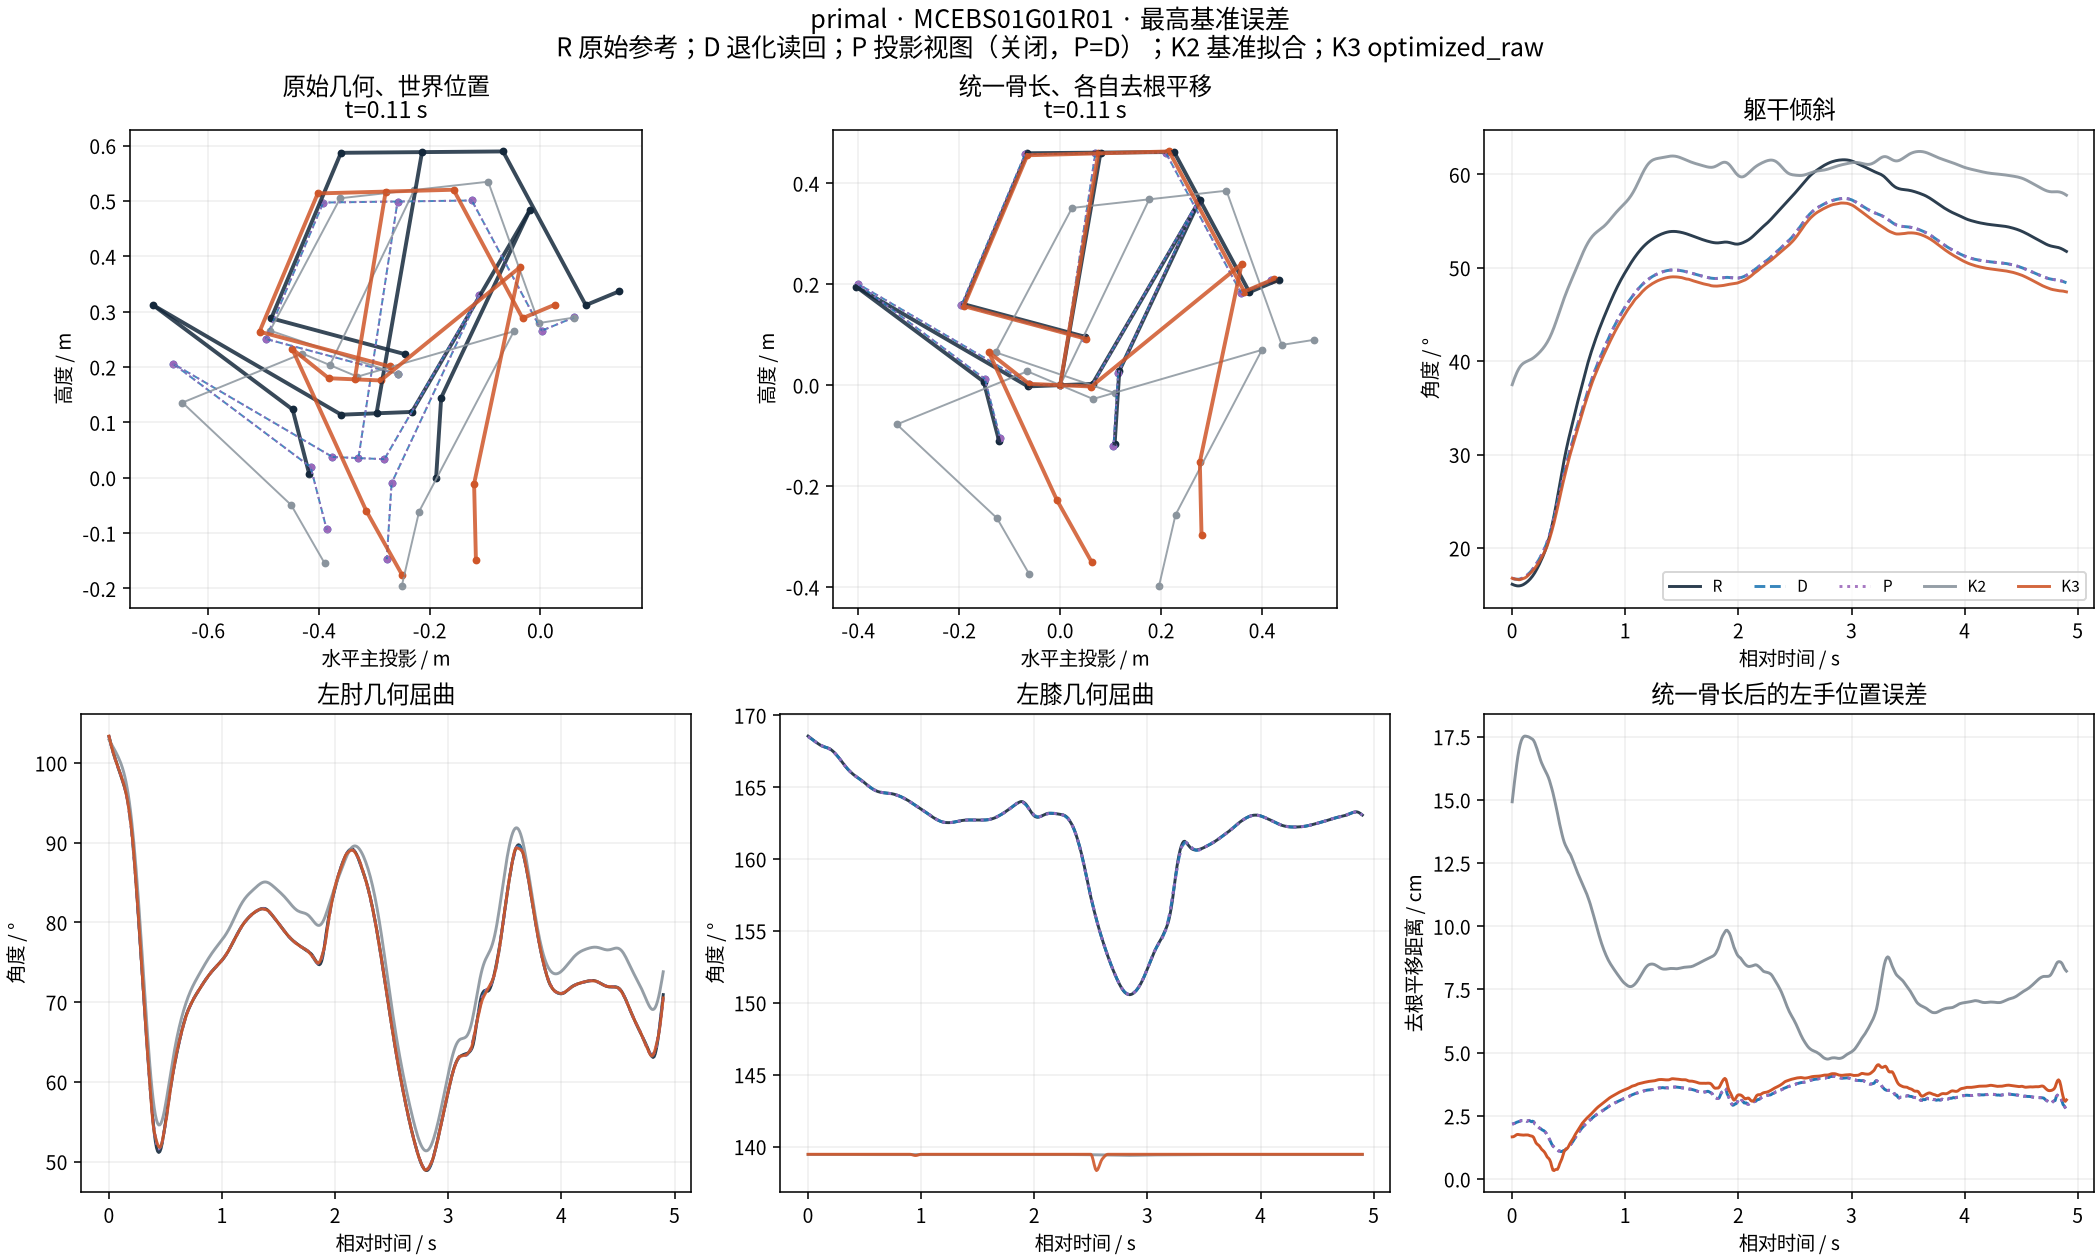 primal · MCEBS01G01R01 · 最高基准误差
R 原始参考；D 退化读回；P 投影视图（关闭，P=D）；K2 基准拟合；K3 optimized_raw
原始几何、世界位置
t=0.11 s
高度 / m
0.6
0.5
0.4
0.3
0.2
0.1
0.0
-0.1
-0.2
-0.6
-0.4
-0.2
0.0
水平主投影 / m
统一骨长、各自去根平移
t=0.11 s
高度 / m
0.4
0.2
0.0
-0.2
-0.4
-0.4
-0.2
0.0
0.2
0.4
水平主投影 / m
躯干倾斜
角度 / °
60
50
40
30
20
R
D
P
K2
K3
0
1
2
3
4
5
相对时间 / s
左肘几何屈曲
角度 / °
100
90
80
70
60
50
0
1
2
3
4
5
相对时间 / s
左膝几何屈曲
角度 / °
170
165
160
155
150
145
140
0
1
2
3
4
5
相对时间 / s
统一骨长后的左手位置误差
去根平移距离 / cm
17.5
15.0
12.5
10.0
7.5
5.0
2.5
0.0
0
1
2
3
4
5
相对时间 / s